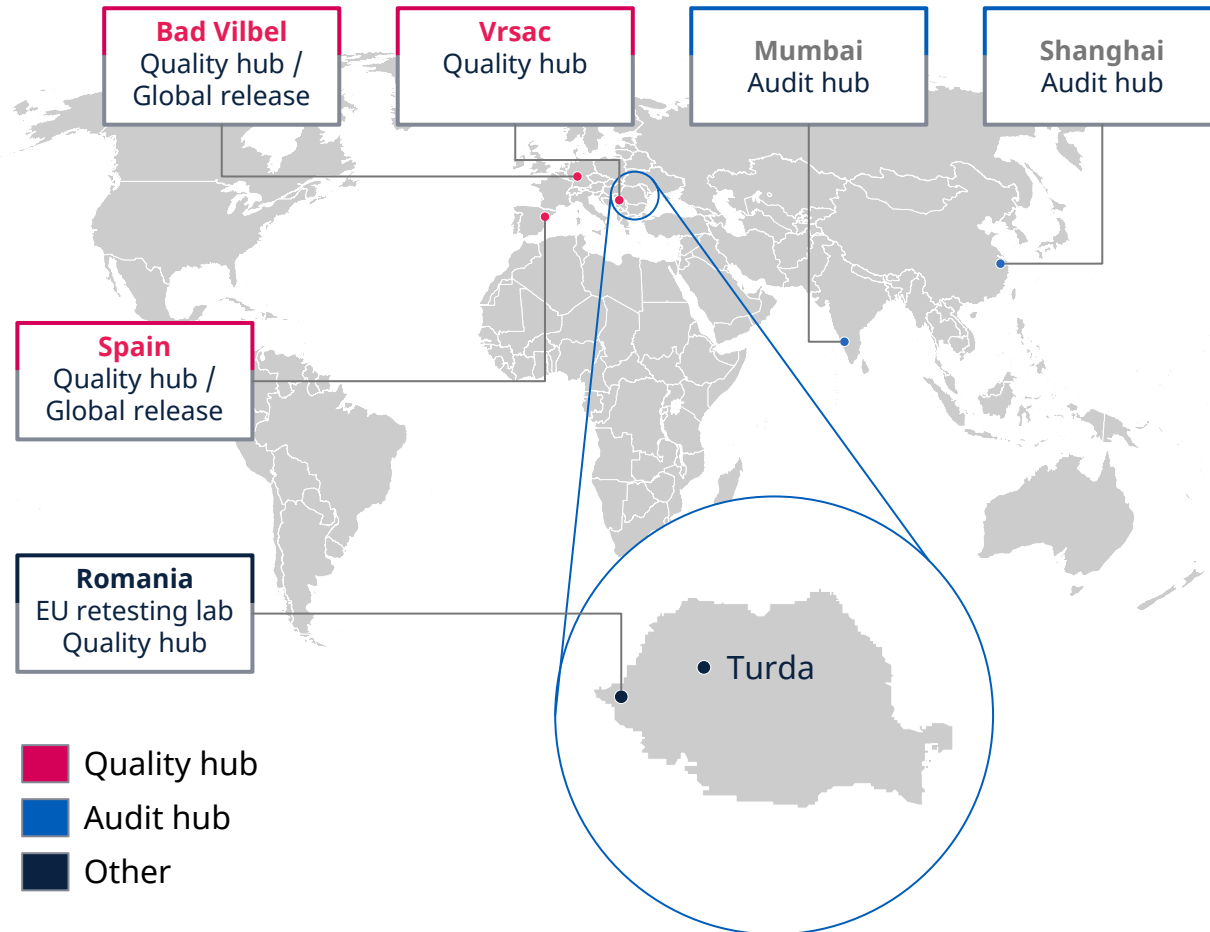 Bad Vilbel
Quality hub /
Global release
Vrsac
Quality hub
Mumbai
Audit hub
Shanghai
Audit hub
Spain
Quality hub /
Global release
Romania
EU retesting lab
Quality hub
Turda
Quality hub
Audit hub
Other